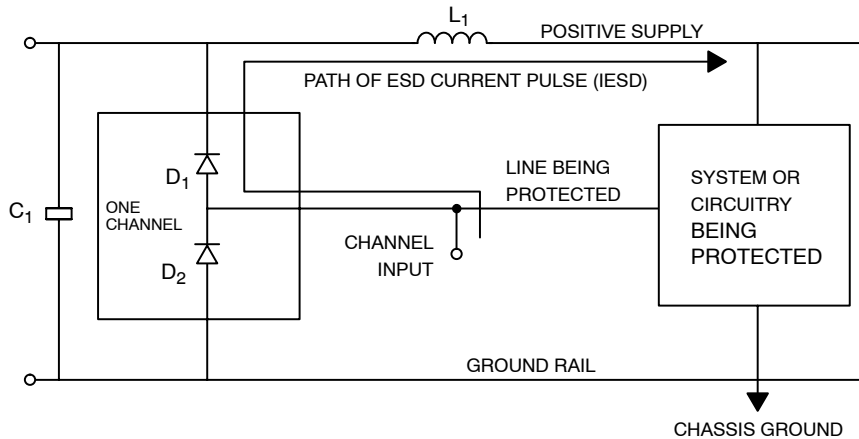 L1
POSITIVE SUPPLY
PATH OF ESD CURRENT PULSE (IESD)
D1
LINE BEING
PROTECTED
SYSTEM OR
CIRCUITRY
BEING
PROTECTED
C1
ONE
CHANNEL
CHANNEL
INPUT
D2
GROUND RAIL
CHASSIS GROUND